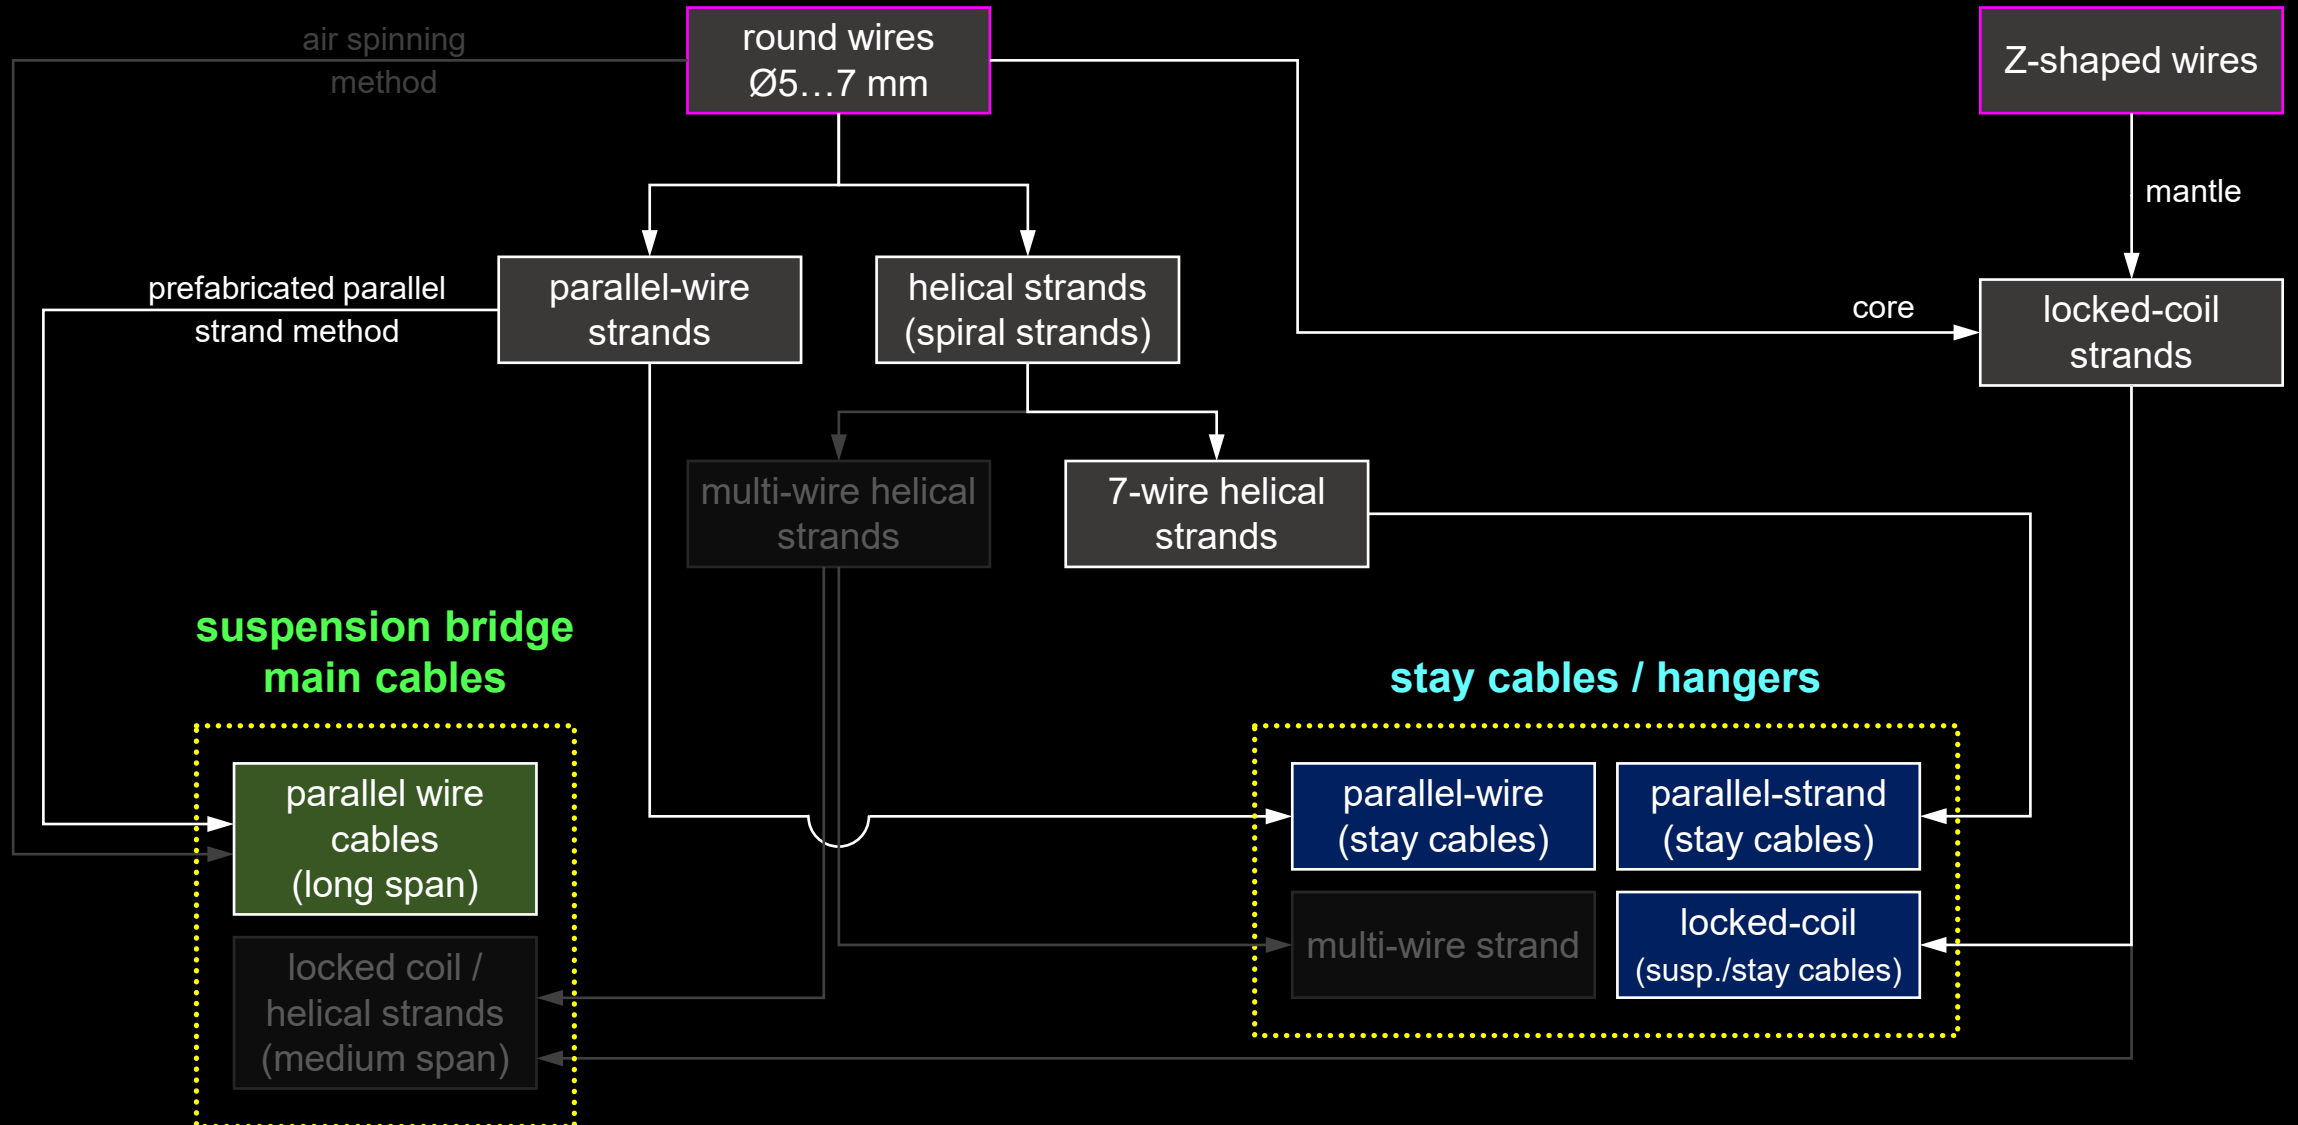 air spinning
method
round wires
Ø5…7 mm
Z-shaped wires
mantle
prefabricated parallel
strand method
parallel-wire
strands
helical strands
(spiral strands)
core
locked-coil
strands
multi-wire helical
strands
7-wire helical
strands
suspension bridge
main cables
stay cables / hangers
parallel wire
cables
(long span)
parallel-wire
(stay cables)
parallel-strand
(stay cables)
locked coil /
helical strands
(medium span)
multi-wire strand
locked-coil
(susp./stay cables)